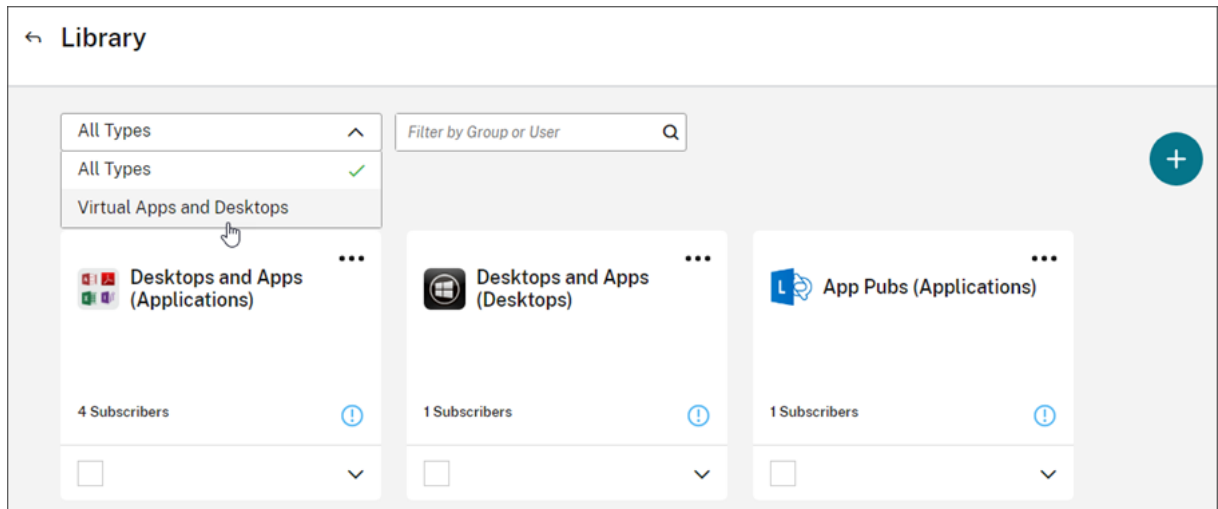 Library
All Types
Filter by Group or User
All Types
Virtual Apps and Desktops
Desktops and Apps
(Applications)
4 Subscribers
Desktops and Apps
(Desktops)
1 Subscribers
L
App Pubs (Applications)
1 Subscribers